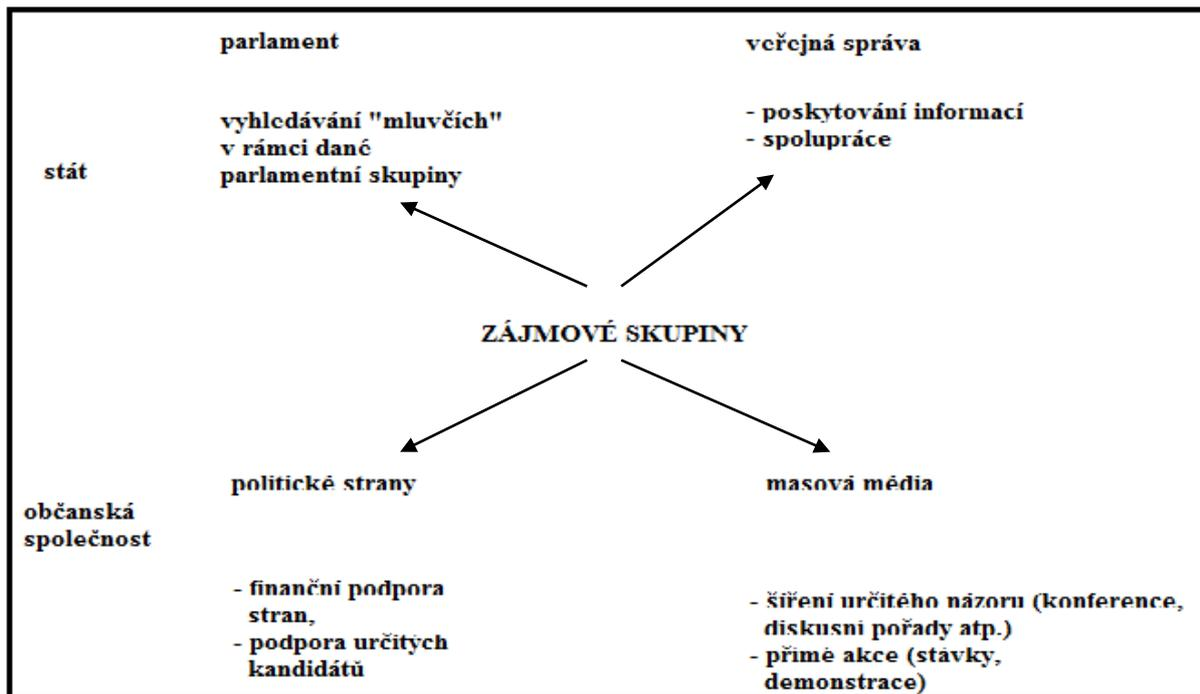 parlament
veřejná správa
vyhledávání "mluvčích"
v rámci dané
parlamentní skupiny
- poskytování informací
- spolupráce
stát
ZÁJMOVÉ SKUPINY
politické strany
masová média
občanská
společnost
- finanční podpora
stran,
- podpora určitých
kandidátů
- šíření určitého názoru (konference,
diskusní pořady atp.)
- přímé akce (stávky,
demonstrace)